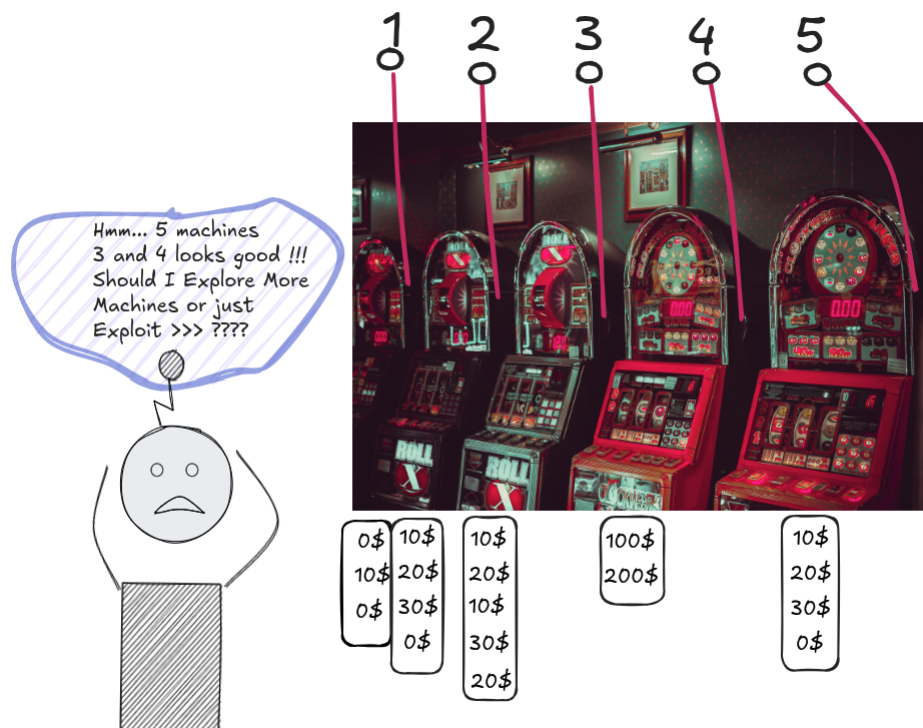 1 2 3 4 5
Hmm... 5 machines
3 and 4 looks good !!!
Should I Explore More
Machines or just
Exploit >>> ????
ROLL
X
ROLL
X
0.00
0.00
ROLL
X
ROLL
X
0$
10$
0$
10$
20$
30$
0$
10$
20$
10$
30$
20$
100$
200$
10$
20$
30$
0$